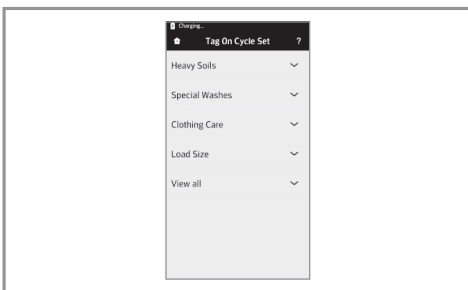 Charging...
Tag On Cycle Set ?
Heavy Soils
Special Washes
Clothing Care
Load Size
View all